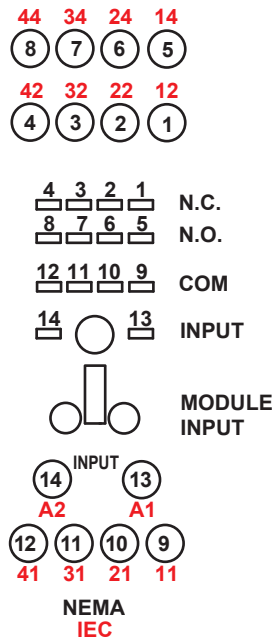 44 34 24 14
8 7 6 5
42 32 22 12
4 3 2 1
4 3 2 1 N.C.
8 7 6 5 N.O.
12 11 10 9 COM
14 13 INPUT
MODULE
INPUT
INPUT
14 13
A2 A1
12 11 10 9
41 31 21 11
NEMA
IEC